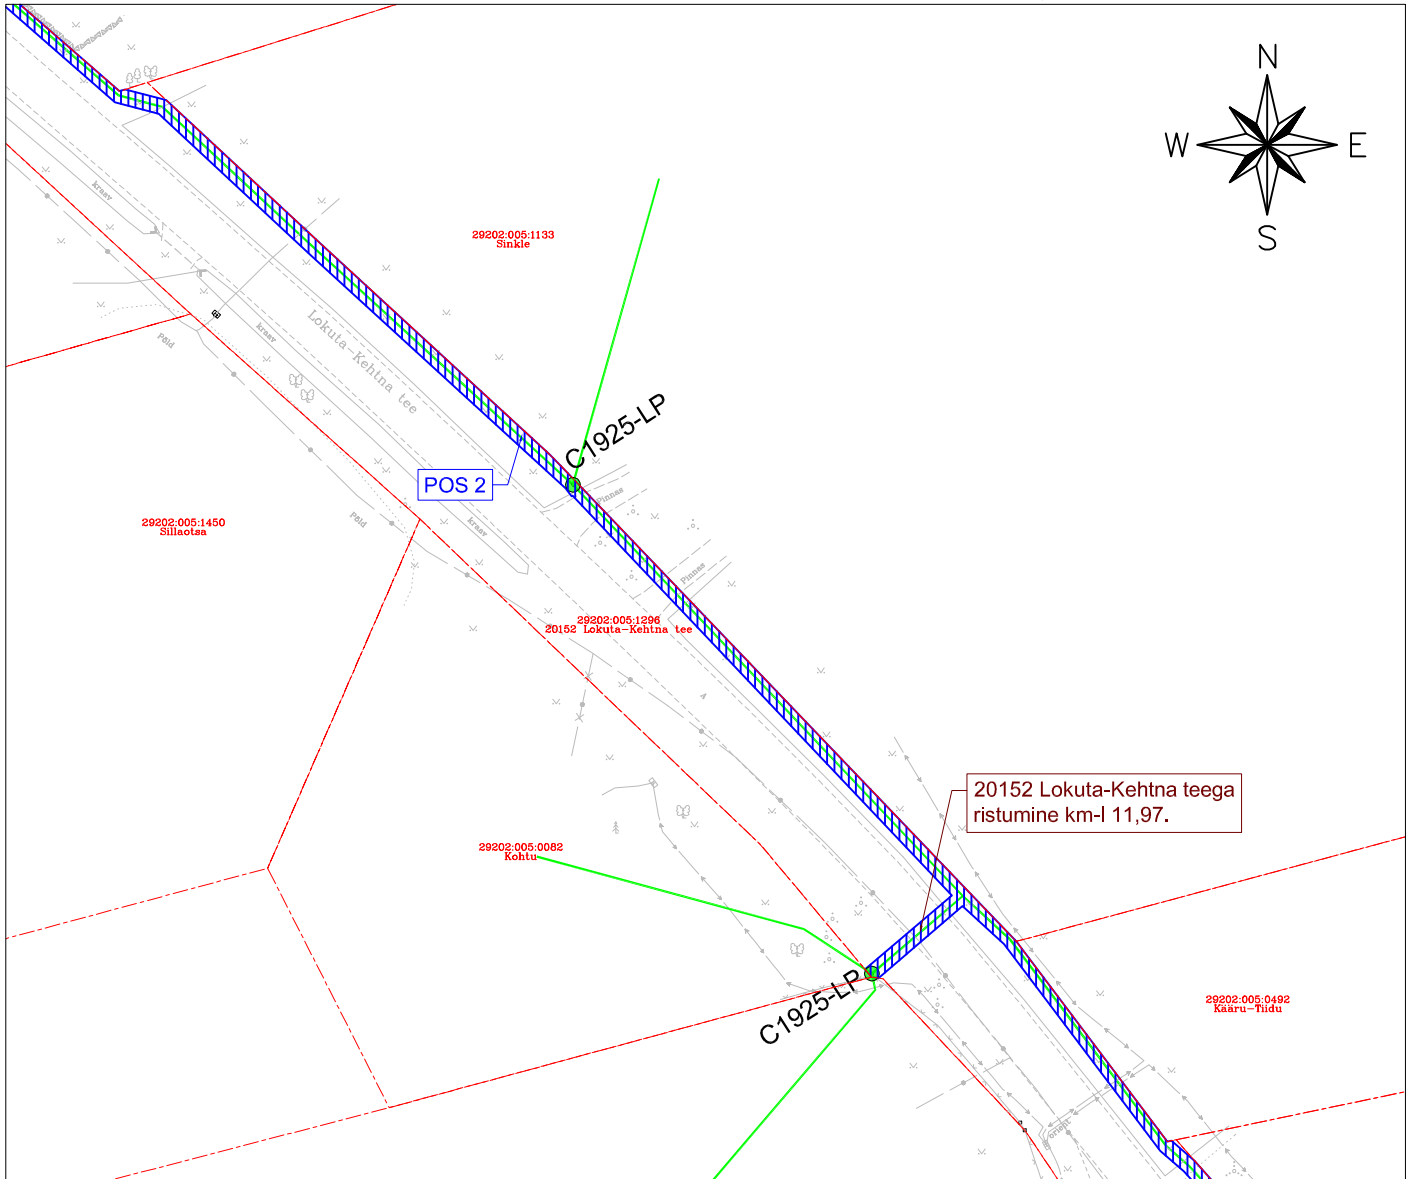 N
W E
S
kraav
29202:005:1133
Sinkle
kraav
Lokuta-Kehtna tee
Põld
C1925-LP
POS 2
Pinnas
29202:005:1450
Sillaotsa
Põld
kraav
Pinnas
29202:005:1296
20152 Lokuta-Kehtna tee
20152 Lokuta-Kehtna teega
ristumine km-l 11,97.
29202:005:0082
Kohtu
C1925-LP
29202:005:0492
Kääru-Tiidu
orient